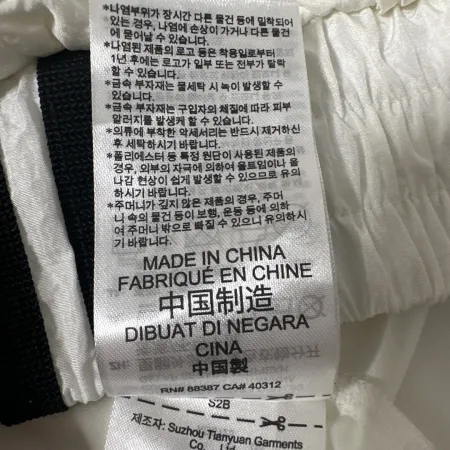 *나염부위가 장시간 다른 물건 등에 밀착되어
있는 경우, 나염에 손상이 가거나 다른 물건
에 묻어날 수 있습니다.
*나염된 제품의 로고 등은 착용일로부터
1년 후에는 로고가 일부 또는 전부가 탈락
할 수 있습니다.
*금속 부자재는 물세탁 시 녹이 발생할 수
있습니다.
*금속 부자재는 구입자의 체질에 따라 피부
알러지를 발생케 할 수 있습니다.
*의류에 부착한 악세서리는 반드시 제거하신
후 세탁하시기 바랍니다.
*폴리에스터 등 특정 원단이 사용된 제품의
경우, 외부의 자극에 의하여 올트임이나 올
나감 현상이 쉽게 발생할 수 있으므로 유의
하시기 바랍니다.
*주머니가 깊지 않은 제품의 경우, 주머
니 속의 물건 등이 보행, 운동 등에 의하
여 주머니 밖으로 빠질 수 있으니 유의하시
기 바랍니다.
MADE IN CHINA
FABRIQUÉ EN CHINE
中国制造
DIBUAT DI NEGARA
CINA
中国製
RN# 88387 CA# 40312
S2B
제조자: Suzhou Tianyuan Garments
Co., Ltd.